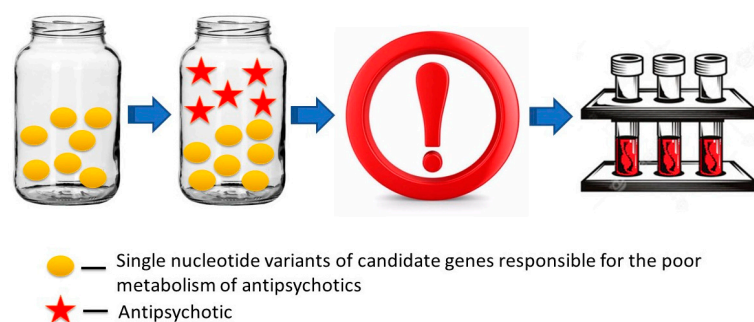 Single nucleotide variants of candidate genes responsible for the poor
metabolism of antipsychotics
Antipsychotic